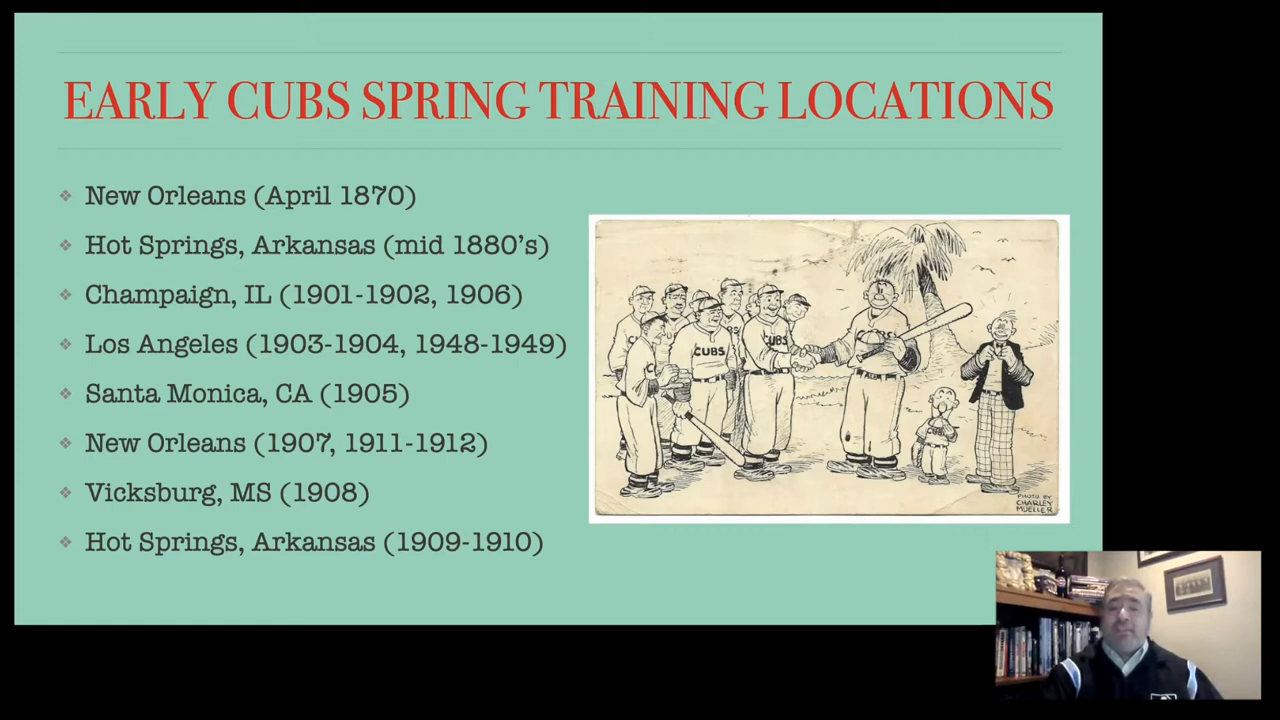 EARLY CUBS SPRING TRAINING LOCATIONS
New Orleans (April 1870)
Hot Springs, Arkansas (mid 1880’s)
Champaign, IL (1901-1902, 1906)
Los Angeles (1903-1904, 1948-1949)
Santa Monica, CA (1905)
New Orleans (1907, 1911-1912)
Vicksburg, MS (1908)
Hot Springs, Arkansas (1909-1910)
CUBS
CUBS
PHOTO BY
CHARLEY
MUELLER